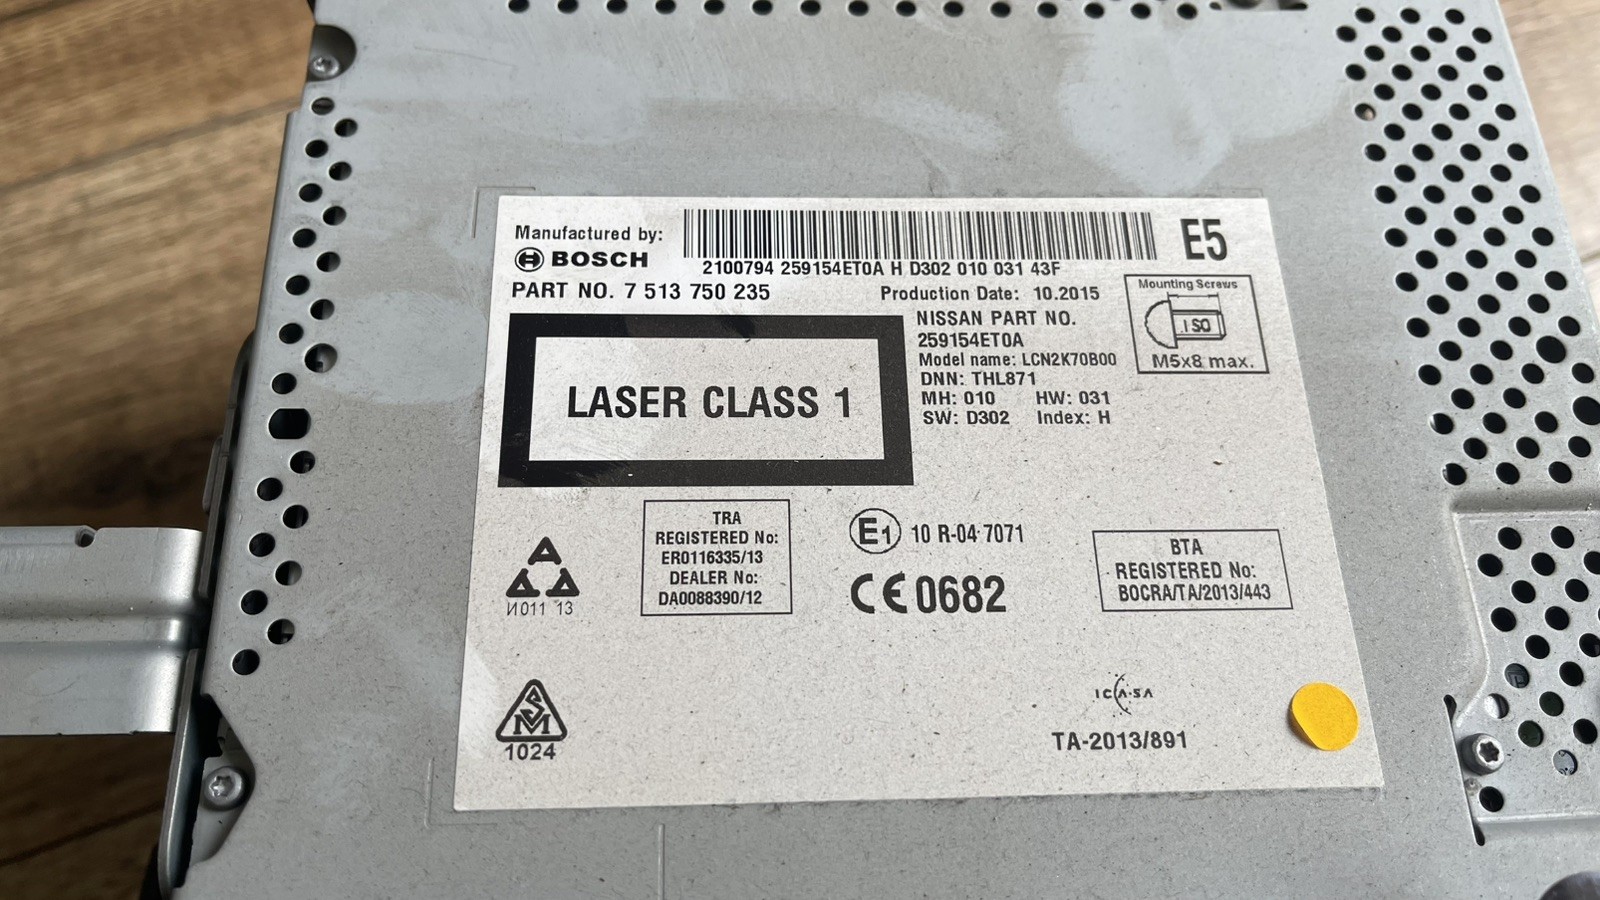 Manufactured by:
BOSCH
2100794 259154ET0A H D302 010 031 43F
E5
PART NO. 7 513 750 235
Production Date: 10.2015
NISSAN PART NO.
259154ET0A
Model name: LCN2K70B00
DNN: THL871
MH: 010 HW: 031
SW: D302 Index: H
Mounting Screws
ISO
M5x8 max.
LASER CLASS 1
И011 13
TRA
REGISTERED No:
ER0116335/13
DEALER No:
DA0088390/12
E1 10 R-04 7071
CE 0682
BTA
REGISTERED No:
BOCRA/TA/2013/443
SM
1024
ICASA
TA-2013/891